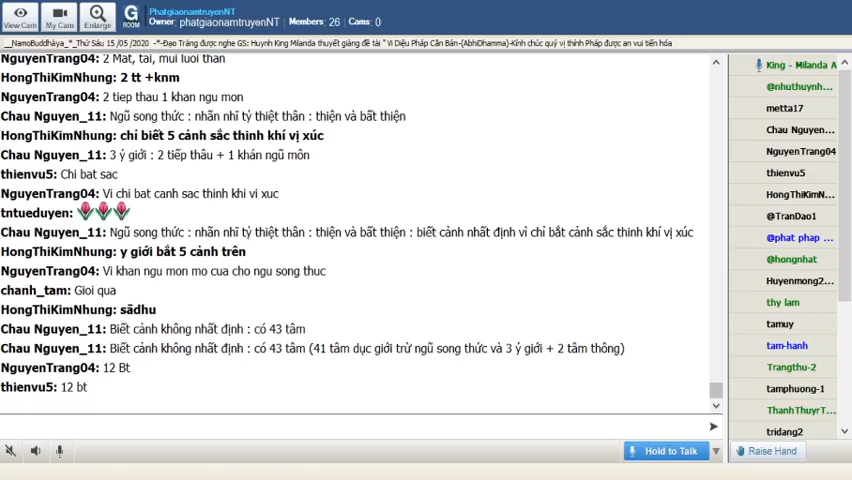 View Cam
My Cam
Enlarge
G
ROOM
PhatgiaonamtruyenNT
Owner: phatgiaonamtruyenNT Members: 26 Cams: 0
__NamoBuddhàya_*_Thứ Sáu 15 /05 /2020 -*-Đạo Tràng được nghe GS: Huynh King Milanda thuyết giảng đề tài " Vi Diệu Pháp Căn Bản-(AbhiDhamma)-Kính chúc quý vị thính Pháp được an vui tiến hóa
NguyenTrang04: 2 Mat, tai, mui luoi than
HongThiKimNhung: 2 tt +knm
NguyenTrang04: 2 tiep thau 1 khan ngu mon
Chau Nguyen_11: Ngũ song thức : nhãn nhĩ tỷ thiệt thân : thiện và bất thiện
HongThiKimNhung: chỉ biết 5 cảnh sắc thinh khí vị xúc
Chau Nguyen_11: 3 ý giới : 2 tiếp thâu + 1 khán ngũ môn
thienvu5: Chi bat sac
NguyenTrang04: Vi chi bat canh sac thinh khi vi xuc
tntueduyen:
Chau Nguyen_11: Ngũ song thức : nhãn nhĩ tỷ thiệt thân : thiện và bất thiện : biết cảnh nhất định vì chỉ bắt cảnh sắc thinh khí vị xúc
HongThiKimNhung: y giới bắt 5 cảnh trên
NguyenTrang04: Vi khan ngu mon mo cua cho ngu song thuc
chanh_tam: Gioi qua
HongThiKimNhung: sādhu
Chau Nguyen_11: Biết cảnh không nhất định : có 43 tâm
Chau Nguyen_11: Biết cảnh không nhất định : có 43 tâm (41 tâm dục giới trừ ngũ song thức và 3 ý giới + 2 tâm thông)
NguyenTrang04: 12 Bt
thienvu5: 12 bt
King - Milanda A
@nhuthuynh...
metta17
Chau Nguyen...
NguyenTrang04
thienvu5
HongThiKimN...
@TranDao1
@phat phap ...
@hongnhat
Huyenmong2...
thy lam
tamuy
tam-hanh
Trangthu-2
tamphuong-1
ThanhThuyrT...
tridang2
Hold to Talk
Raise Hand